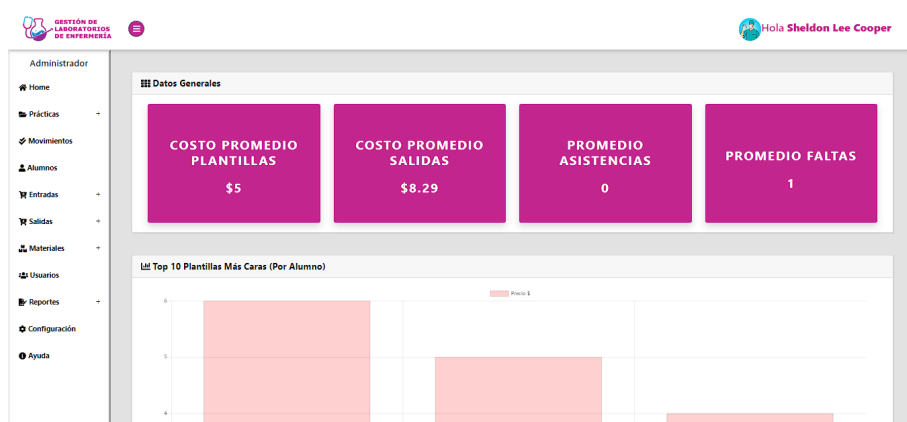 GESTIÓN DE
LABORATORIOS
DE ENFERMERÍA
Hola Sheldon Lee Cooper
Administrador
Home
Prácticas +
Movimientos
Alumnos
Entradas +
Salidas +
Materiales +
Usuarios
Reportes +
Configuración
Ayuda
Datos Generales
COSTO PROMEDIO
PLANTILLAS
$5
COSTO PROMEDIO
SALIDAS
$8.29
PROMEDIO
ASISTENCIAS
0
PROMEDIO FALTAS
1
Top 10 Plantillas Más Caras (Por Alumno)
Precio $
6
5
4